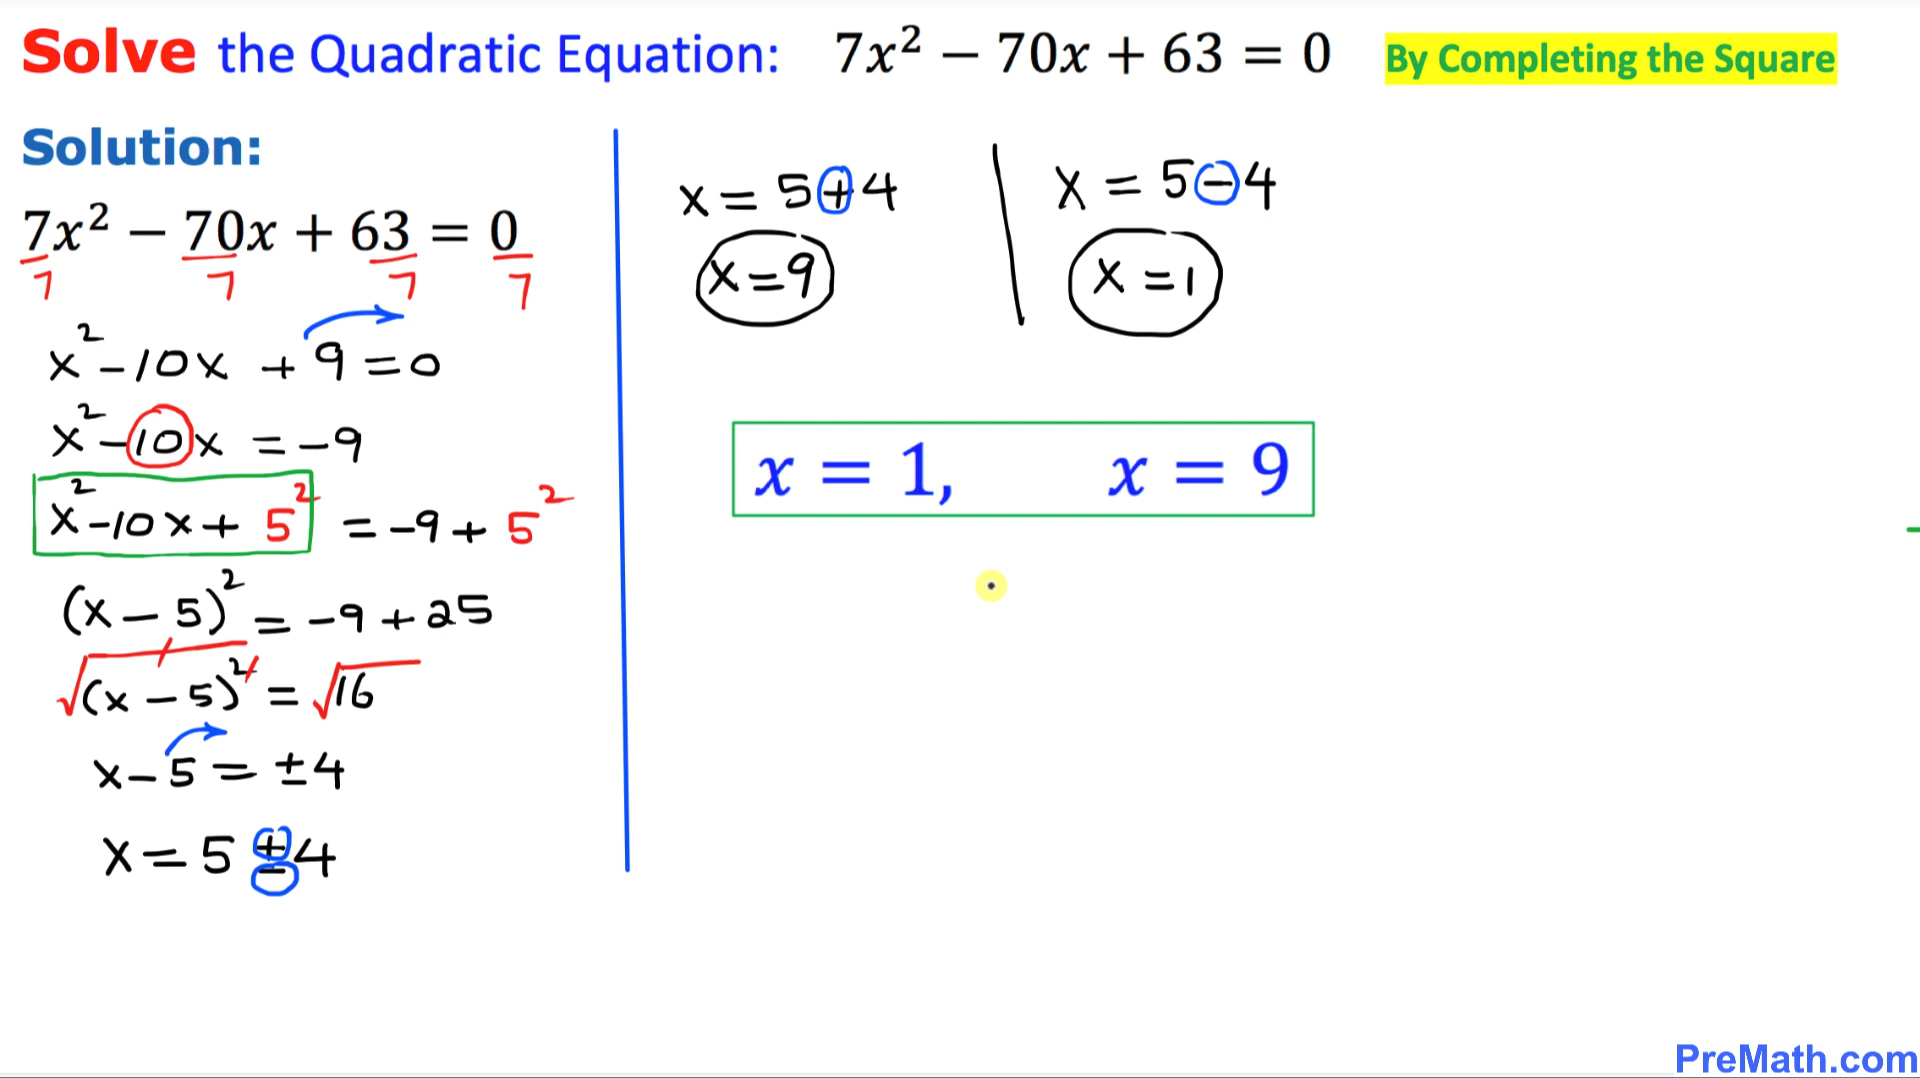 Solve the Quadratic Equation: 7x² − 70x + 63 = 0 By Completing the Square
Solution:
7x² − 70x + 63 = 0
7 7 7 7
x² − 10x + 9 = 0
x² − 10x = −9
x² − 10x + 5² = −9 + 5²
(x − 5)² = −9 + 25
√(x − 5)² = √16
x − 5 = ±4
x = 5 ± 4
x = 5 + 4
x = 9
x = 5 − 4
x = 1
x = 1, x = 9
PreMath.com